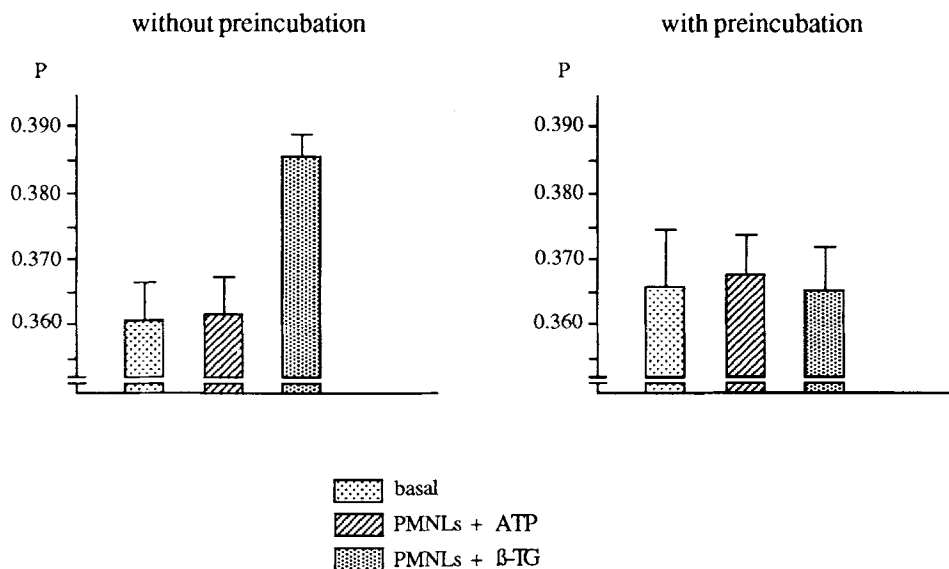 without preincubation
P
0.390
0.380
0.370
0.360
with preincubation
P
0.390
0.380
0.370
0.360
basal
PMNLs + ATP
PMNLs + ß-TG